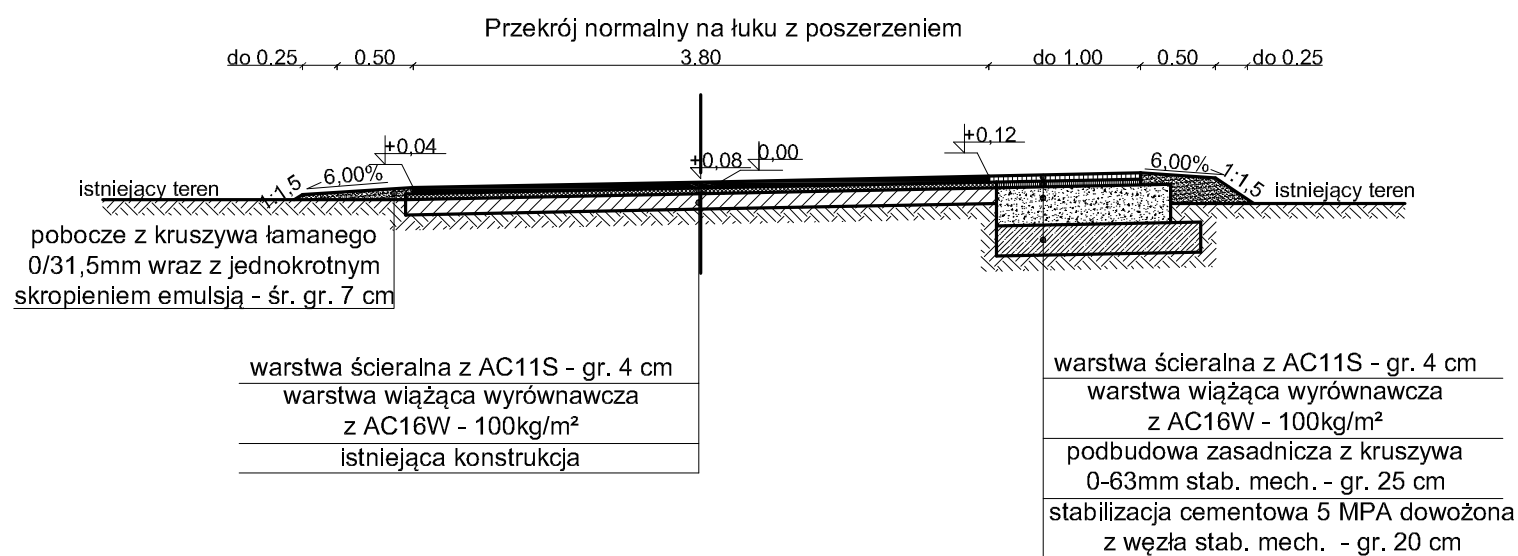 Przekrój normalny na łuku z poszerzeniem
do 0.25 0.50 3.80 do 1.00 0.50 do 0.25
+0,04 +0,08 0,00 +0,12
istniejacy teren 1:1,5 6,00% 6,00% 1:1,5 istniejący teren
pobocze z kruszywa łamanego
0/31,5mm wraz z jednokrotnym
skropieniem emulsją - śr. gr. 7 cm
warstwa ścieralna z AC11S - gr. 4 cm
warstwa wiążąca wyrównawcza
z AC16W - 100kg/m²
istniejąca konstrukcja
warstwa ścieralna z AC11S - gr. 4 cm
warstwa wiążąca wyrównawcza
z AC16W - 100kg/m²
podbudowa zasadnicza z kruszywa
0-63mm stab. mech. - gr. 25 cm
stabilizacja cementowa 5 MPA dowożona
z węzła stab. mech. - gr. 20 cm